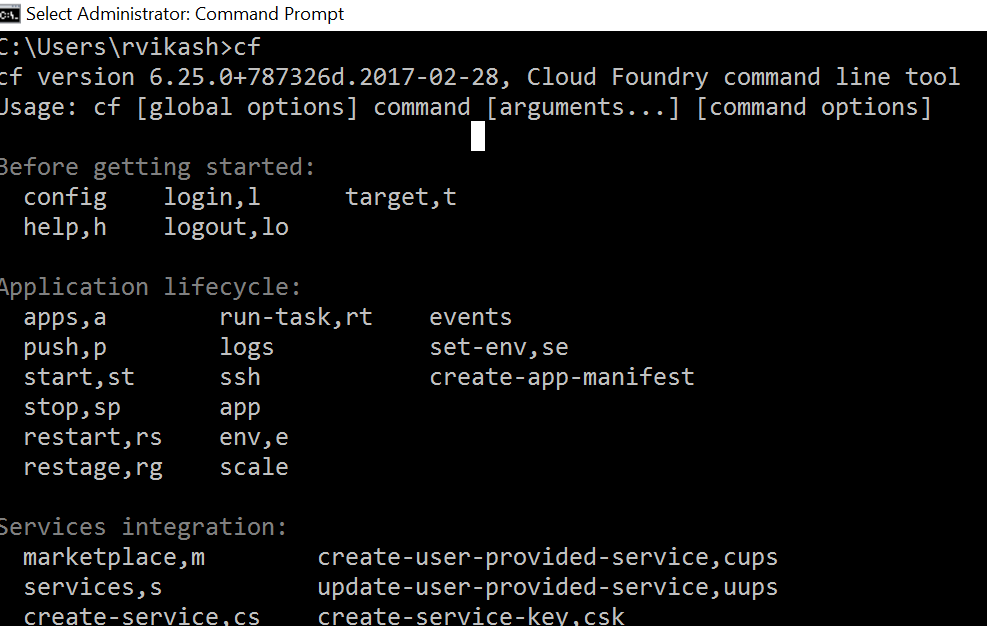 Select Administrator: Command Prompt
C:\Users\rvikash>cf
cf version 6.25.0+787326d.2017-02-28, Cloud Foundry command line tool
Usage: cf [global options] command [arguments...] [command options]
Before getting started:
config login,l target,t
help,h logout,lo
Application lifecycle:
apps,a run-task,rt events
push,p logs set-env,se
start,st ssh create-app-manifest
stop,sp app
restart,rs env,e
restage,rg scale
Services integration:
marketplace,m create-user-provided-service,cups
services,s update-user-provided-service,uups
create-service,cs create-service-key,csk